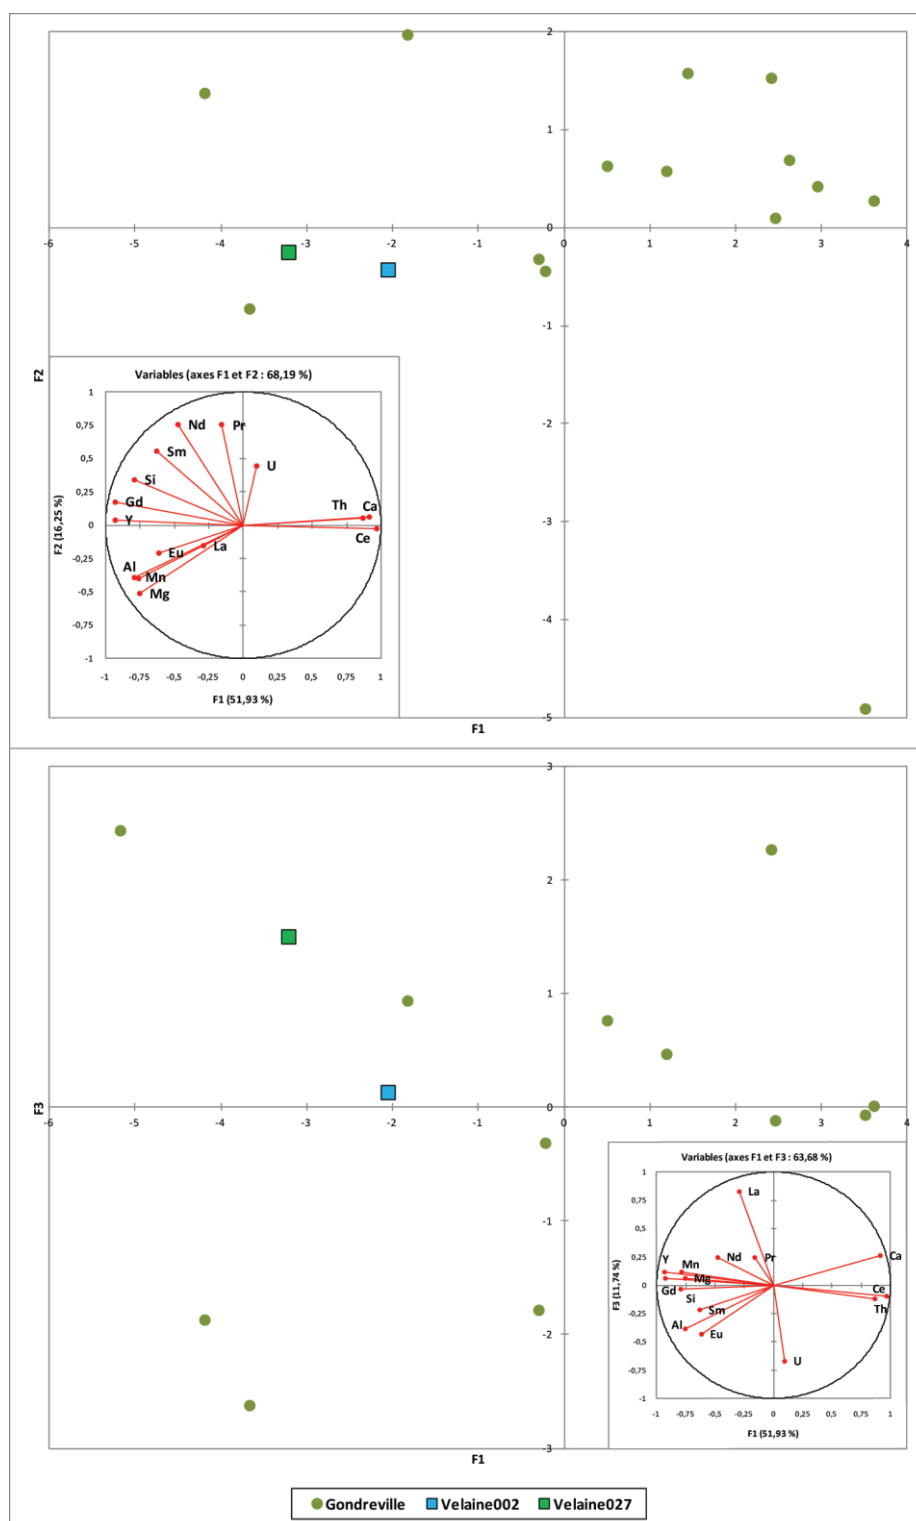 2
1
-6 -5 -4 -3 -2 -1 0 1 2 3 4
-1
F2
Variables (axes F1 et F2 : 68,19 %)
1
0,75
0,5
0,25
0
-0,25
-0,5
-0,75
-1
F2 (16,25 %)
Nd Pr
Sm
U
Si
Gd Th Ca
Y
Ce
Eu La
Al
Mn
Mg
-1 -0,75 -0,5 -0,25 0 0,25 0,5 0,75 1
F1 (51,93 %)
-2
-3
-4
-5
F1
3
2
1
0
F3
-6 -5 -4 -3 -2 -1 0 1 2 3 4
-1
-2
-3
Variables (axes F1 et F3 : 63,68 %)
1
0,75
0,5
0,25
0
-0,25
-0,5
-0,75
-1
F3 (11,74 %)
La
Nd Pr Ca
Y
Mn
Mg
Gd Ce
Si
Sm Th
Al
Eu
U
-1 -0,75 -0,5 -0,25 0 0,25 0,5 0,75 1
F1 (51,93 %)
F1
Gondreville Velaine002 Velaine027